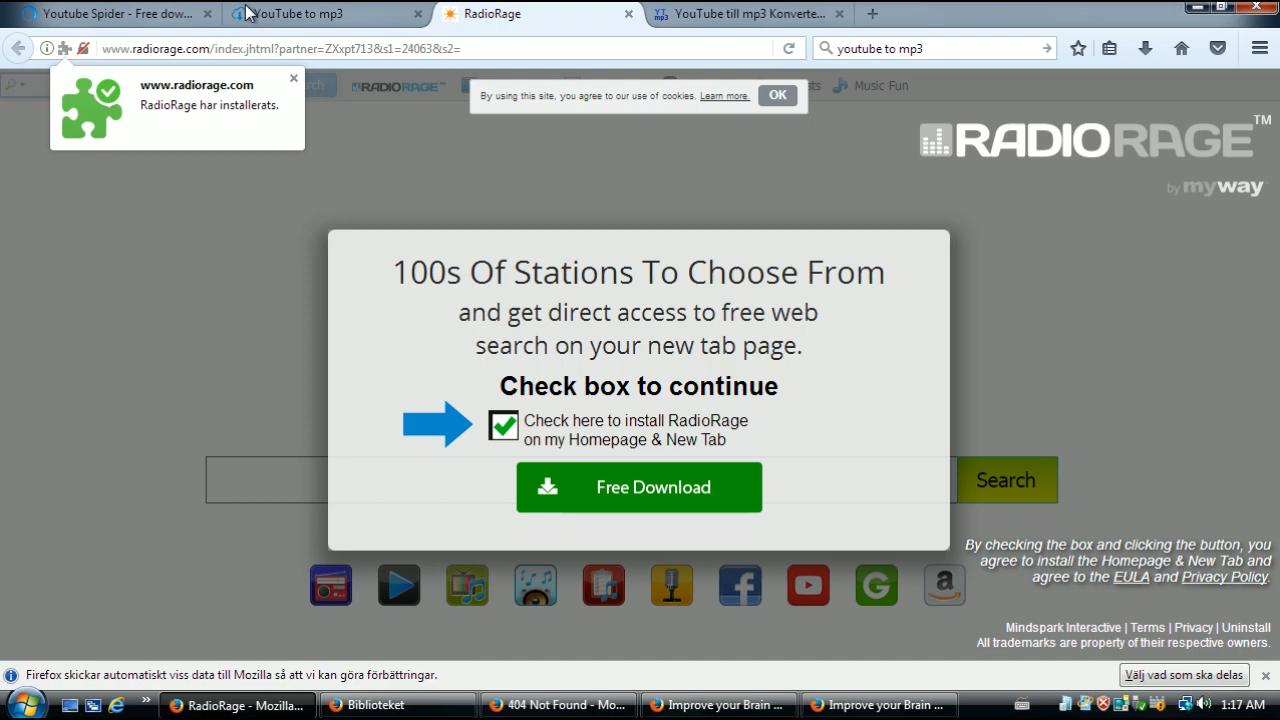 Youtube Spider - Free dow...
YouTube to mp3
RadioRage
YT mp3 YouTube till mp3 Konverte...
www.radiorage.com/index.jhtml?partner=ZXxpt713&s1=24063&s2=
youtube to mp3
www.radiorage.com
RadioRage har installerats.
RADIORAGE™
Music Fun
By using this site, you agree to our use of cookies. Learn more.
OK
RADIORAGE™
by myway
100s Of Stations To Choose From
and get direct access to free web
search on your new tab page.
Check box to continue
Check here to install RadioRage
on my Homepage & New Tab
Free Download
Search
By checking the box and clicking the button, you
agree to install the Homepage & New Tab and
agree to the EULA and Privacy Policy.
Mindspark Interactive | Terms | Privacy | Uninstall
All trademarks are property of their respective owners.
Firefox skickar automatiskt viss data till Mozilla så att vi kan göra förbättringar.
Välj vad som ska delas
RadioRage - Mozilla...
Biblioteket
404 Not Found - Mo...
Improve your Brain ...
Improve your Brain ...
1:17 AM